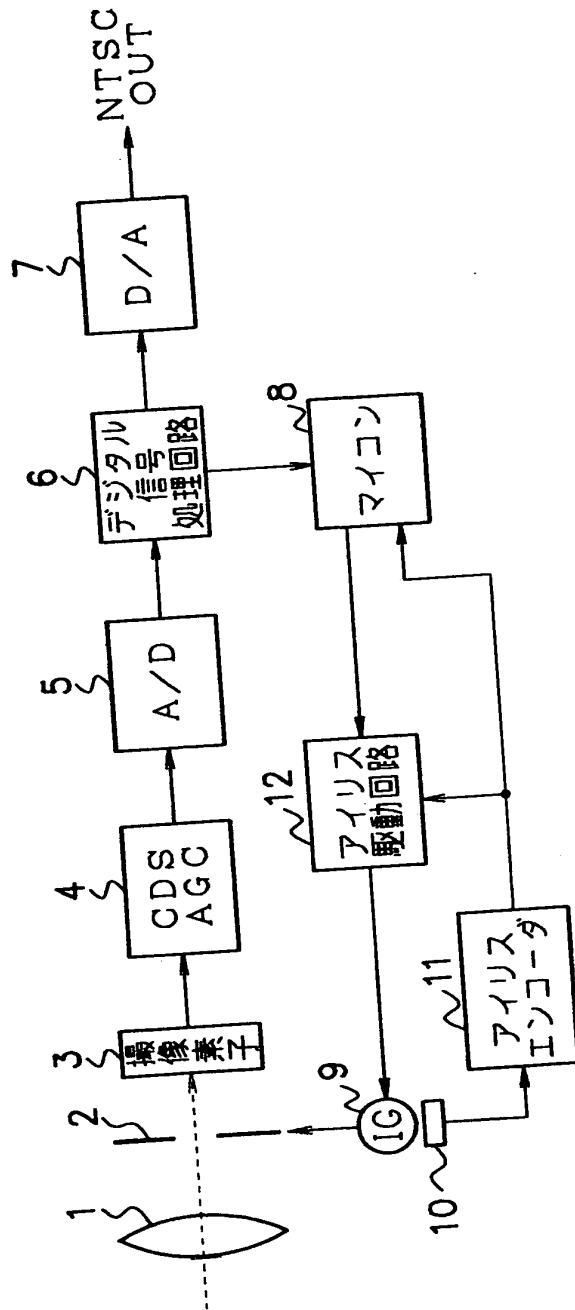 1
2
3
撮像素子
4
CDS
AGC
5
A/D
6
デジタル
信号
処理回路
7
D/A
NTSC
OUT
8
マイコン
12
アイリス
駆動回路
9
IG
10
11
アイリス
エンコーダ